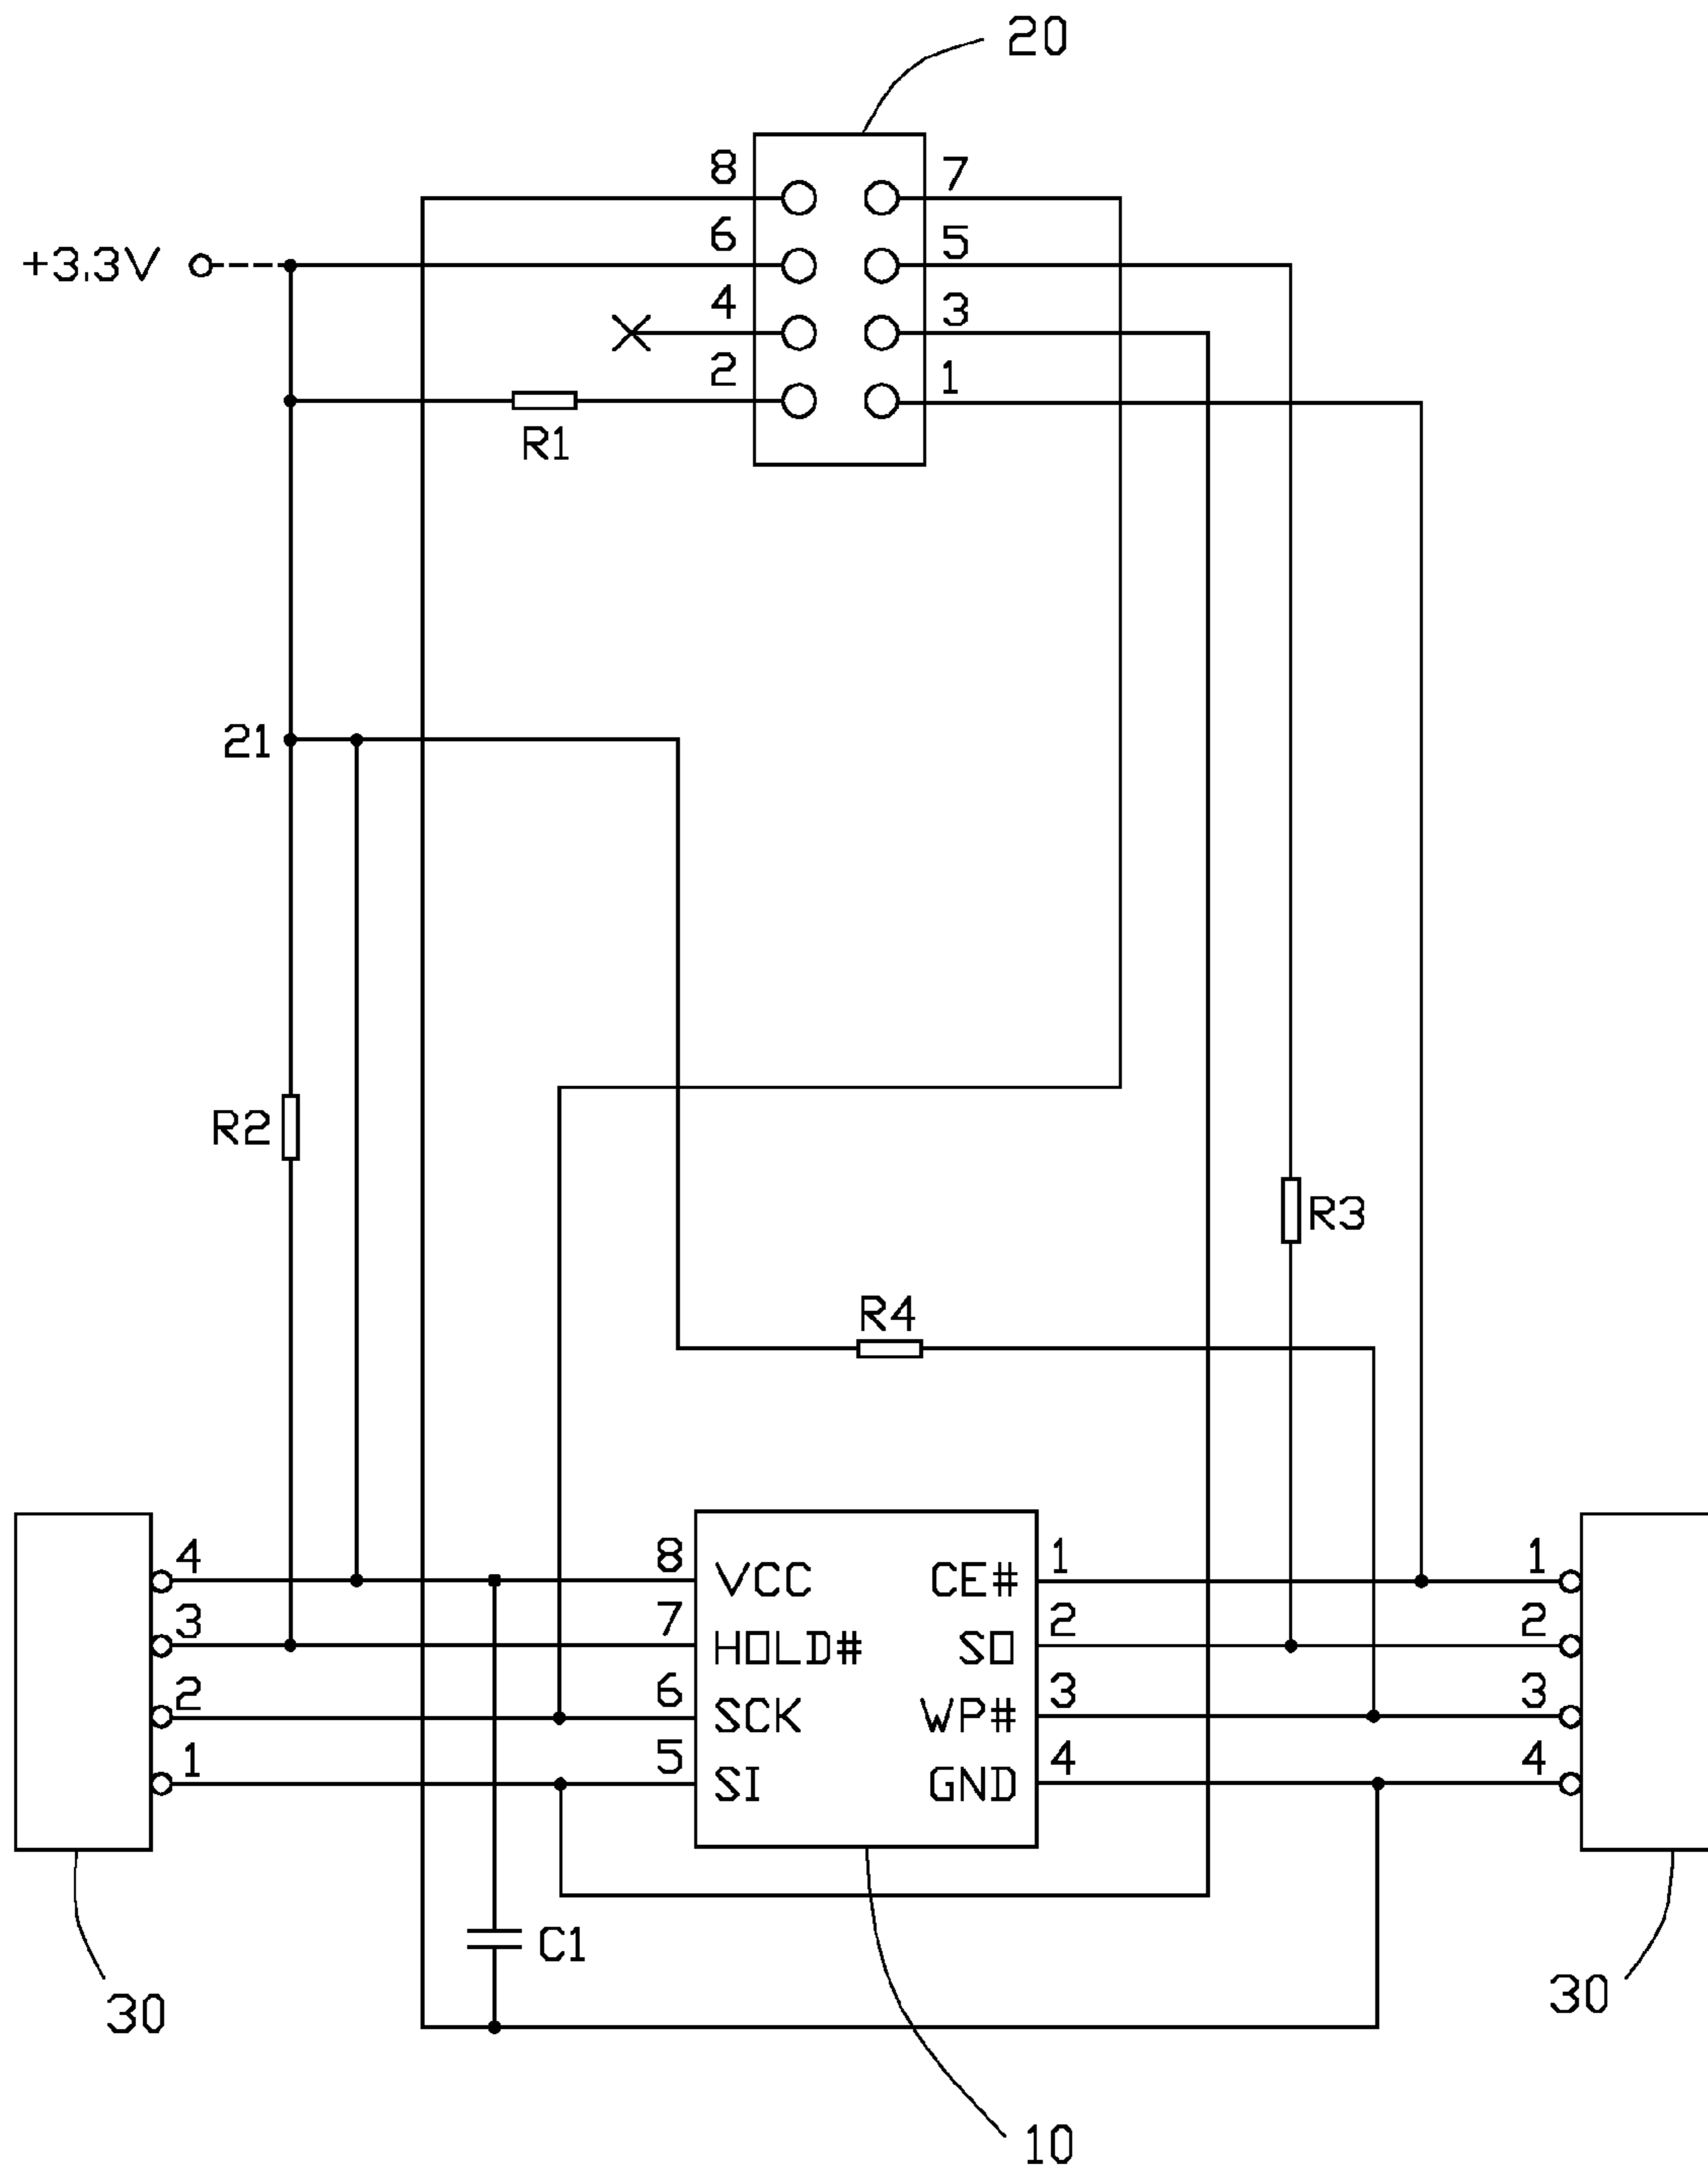 20
8 7
+3.3V 6 5
4 3
2 1
R1
21
R2
R3
R4
4 8 VCC CE# 1 1
3 7 HOLD# SO 2 2
2 6 SCK WP# 3 3
1 5 SI GND 4 4
C1
30 30
10